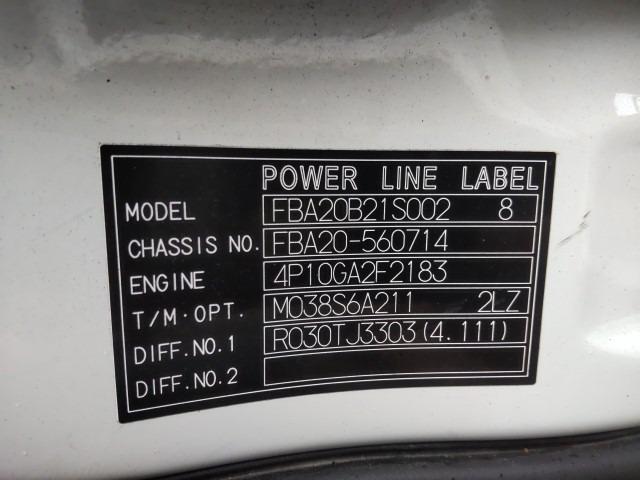 POWER LINE LABEL
MODEL FBA20B21S002 8
CHASSIS NO. FBA20-560714
ENGINE 4P10GA2F2183
T/M·OPT. M038S6A211 2LZ
DIFF.NO.1 R030TJ3303(4.111)
DIFF.NO.2